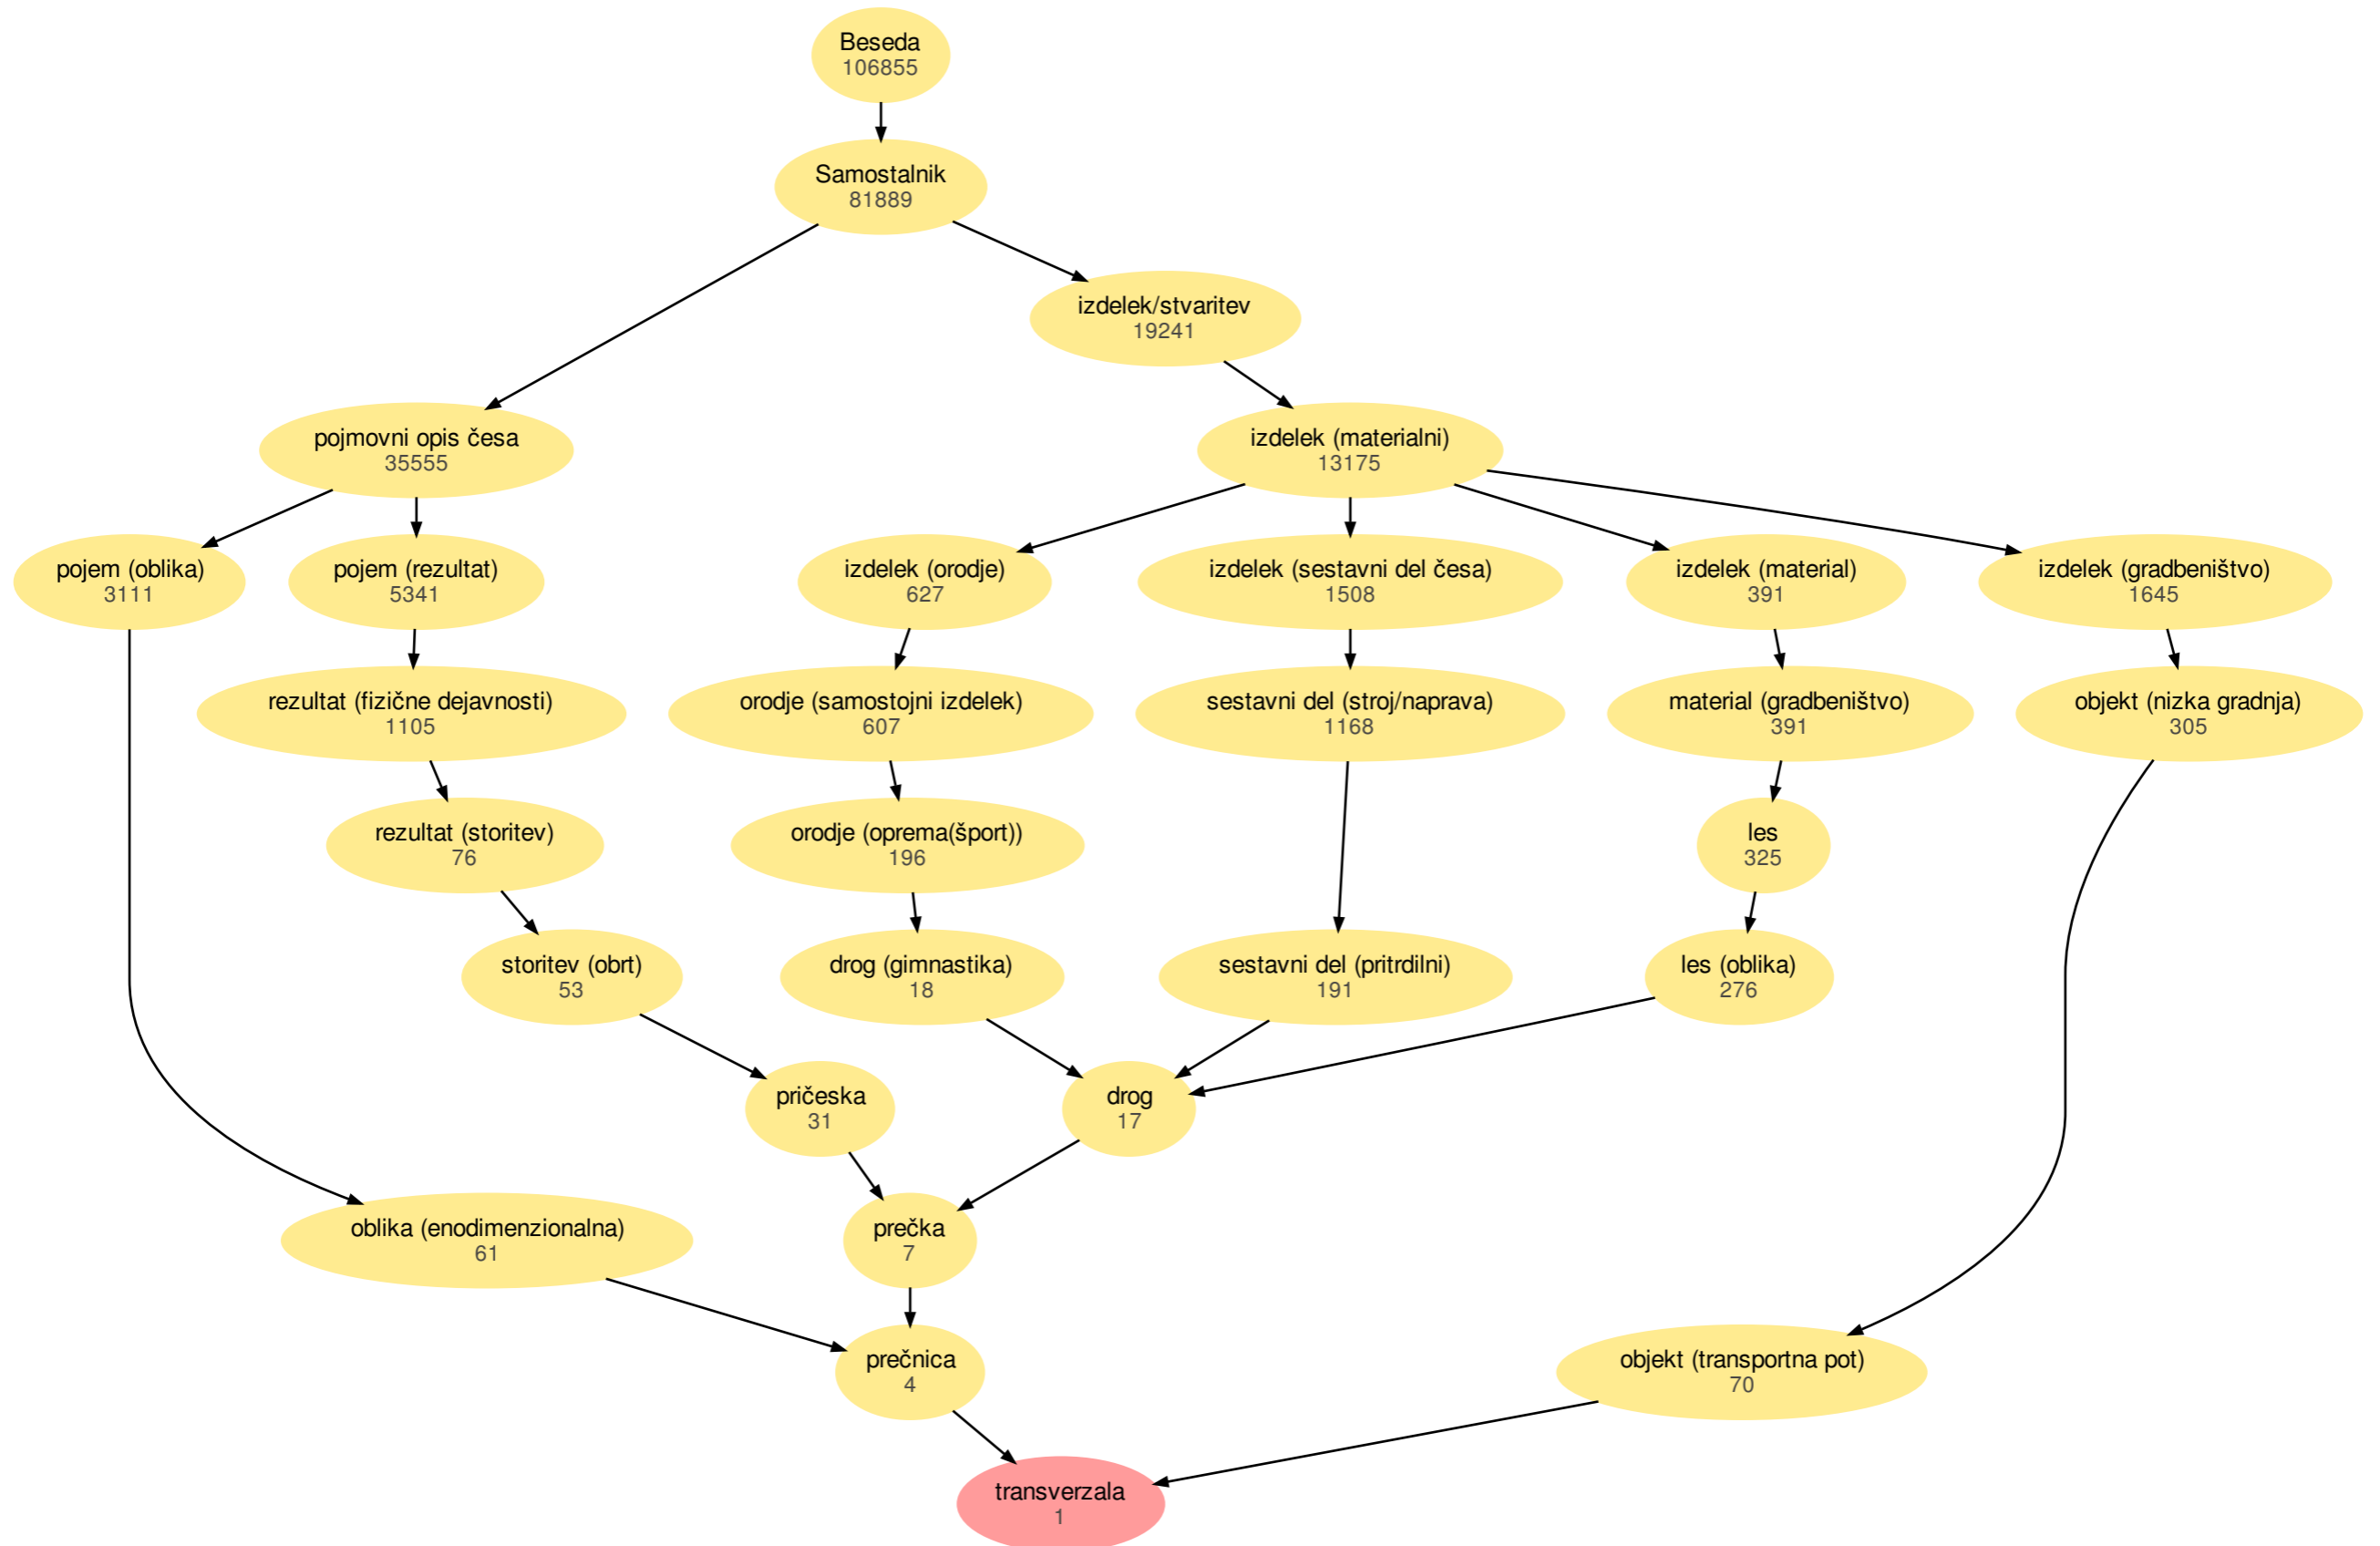 Beseda
106855
Samostalnik
81889
izdelek/stvaritev
19241
pojmovni opis česa
35555
izdelek (materialni)
13175
pojem (oblika)
3111
pojem (rezultat)
5341
izdelek (orodje)
627
izdelek (sestavni del česa)
1508
izdelek (material)
391
izdelek (gradbeništvo)
1645
rezultat (fizične dejavnosti)
1105
orodje (samostojni izdelek)
607
sestavni del (stroj/naprava)
1168
material (gradbeništvo)
391
objekt (nizka gradnja)
305
rezultat (storitev)
76
orodje (oprema(šport))
196
les
325
storitev (obrt)
53
drog (gimnastika)
18
sestavni del (pritrdilni)
191
les (oblika)
276
pričeska
31
drog
17
oblika (enodimenzionalna)
61
prečka
7
prečnica
4
objekt (transportna pot)
70
transverzala
1